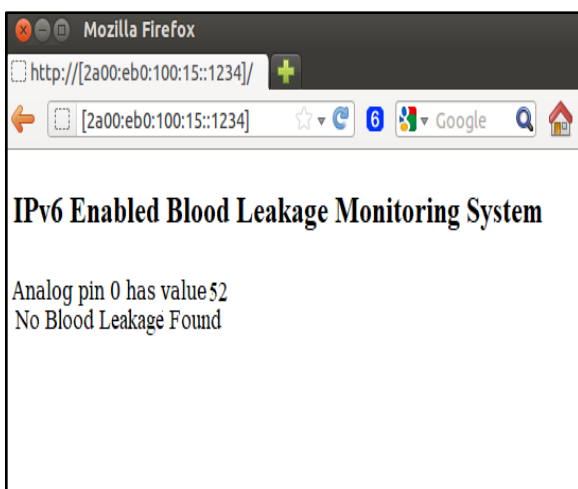 Mozilla Firefox
http://[2a00:eb0:100:15::1234]/
[2a00:eb0:100:15::1234] 6 Google
IPv6 Enabled Blood Leakage Monitoring System
Analog pin 0 has value 52
No Blood Leakage Found